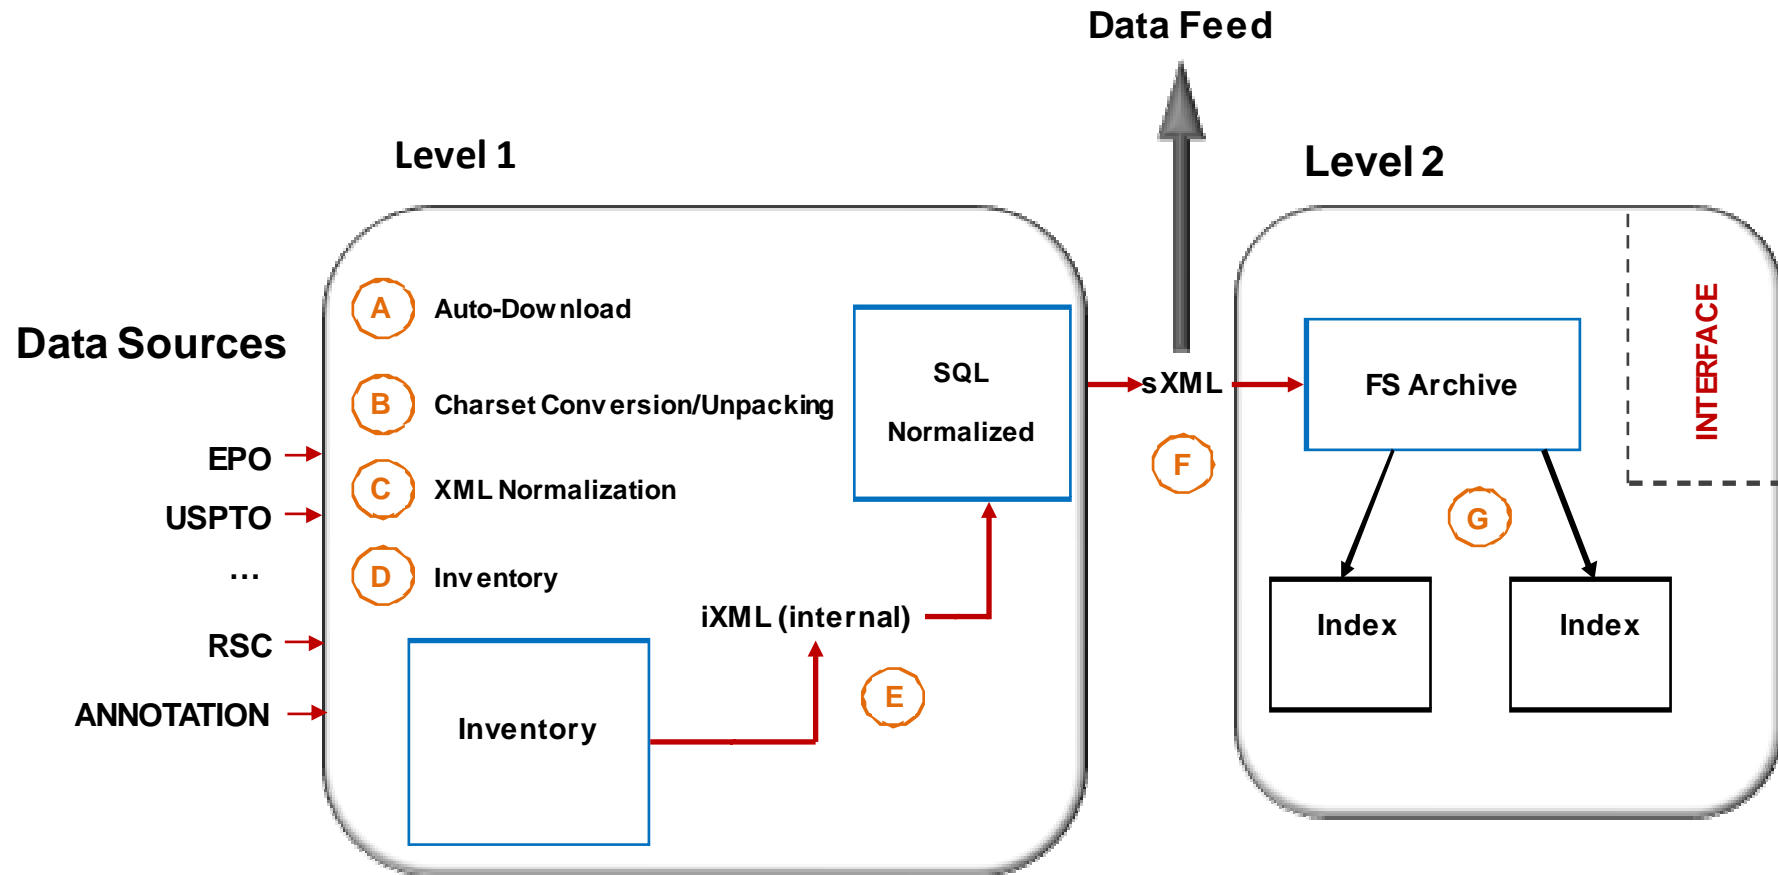 Data Feed
Level 1
Level 2
Data Sources
A Auto-Download
B Charset Conversion/Unpacking
C XML Normalization
D Inventory
EPO
USPTO
...
RSC
ANNOTATION
Inventory
iXML (internal)
E
SQL
Normalized
sXML
F
FS Archive
INTERFACE
G
Index
Index